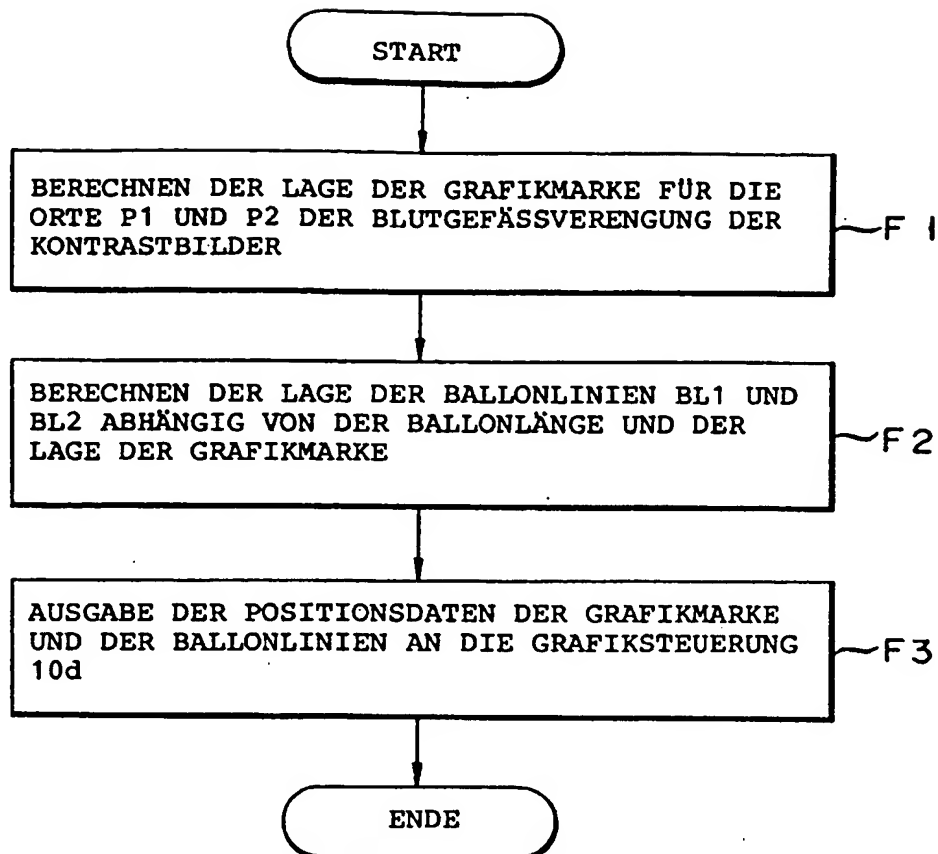 START
BERECHNEN DER LAGE DER GRAFIKMARKE FÜR DIE
ORTE P1 UND P2 DER BLUTGEFÄSSVERENGUNG DER
KONTRASTBILDER
F 1
BERECHNEN DER LAGE DER BALLONLINIEN BL1 UND
BL2 ABHÄNGIG VON DER BALLONLÄNGE UND DER
LAGE DER GRAFIKMARKE
F2
AUSGABE DER POSITIONSDATEN DER GRAFIKMARKE
UND DER BALLONLINIEN AN DIE GRAFIKSTEUERUNG
10d
F3
ENDE